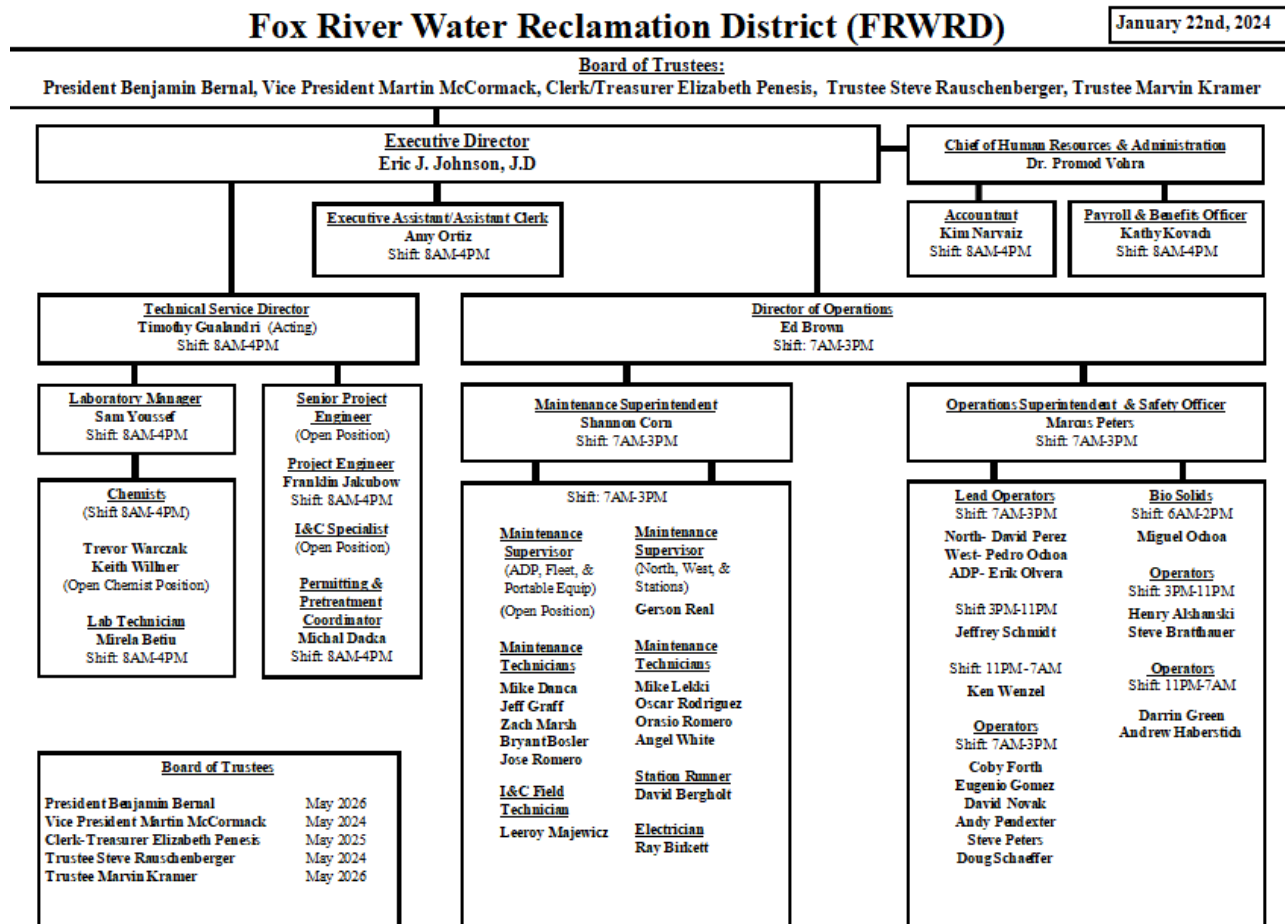 Fox River Water Reclamation District (FRWRD)
January 22nd, 2024
Board of Trustees:
President Benjamin Bernal, Vice President Martin McCormack, Clerk/Treasurer Elizabeth Penesis, Trustee Steve Rauschenberger, Trustee Marvin Kramer
Executive Director
Eric J. Johnson, J.D
Chief of Human Resources & Administration
Dr. Promod Vohra
Executive Assistant/Assistant Clerk
Amy Ortiz
Shift: 8AM-4PM
Accountant
Kim Narvaiz
Shift: 8AM-4PM
Payroll & Benefits Officer
Kathy Kovach
Shift: 8AM-4PM
Technical Service Director
Timothy Gualandri (Acting)
Shift: 8AM-4PM
Director of Operations
Ed Brown
Shift: 7AM-3PM
Laboratory Manager
Sam Youssef
Shift: 8AM-4PM
Chemists
(Shift 8AM-4PM)
Trevor Warczak
Keith Willner
(Open Chemist Position)
Lab Technician
Mirela Betiu
Shift: 8AM-4PM
Senior Project
Engineer
(Open Position)
Project Engineer
Franklin Jakubow
Shift: 8AM-4PM
I&C Specialist
(Open Position)
Permitting &
Pretreatment
Coordinator
Michal Dacka
Shift: 8AM-4PM
Maintenance Superintendent
Shannon Corn
Shift: 7AM-3PM
Shift: 7AM-3PM
Maintenance
Supervisor
(ADP, Fleet, &
Portable Equip)
(Open Position)
Maintenance
Technicians
Mike Danca
Jeff Graff
Zach Marsh
Bryant Bosler
Jose Romero
I&C Field
Technician
Leeroy Majewicz
Maintenance
Supervisor
(North, West, &
Stations)
Gerson Real
Maintenance
Technicians
Mike Lekki
Oscar Rodriguez
Orasio Romero
Angel White
Station Runner
David Bergholt
Electrician
Ray Birkett
Operations Superintendent & Safety Officer
Marcus Peters
Shift: 7AM-3PM
Lead Operators
Shift: 7AM-3PM
North- David Perez
West- Pedro Ochoa
ADP- Erik Olvera
Shift 3PM-11PM
Jeffrey Schmidt
Shift: 11PM-7AM
Ken Wenzel
Operators
Shift: 7AM-3PM
Coby Forth
Eugenio Gomez
David Novak
Andy Pendexter
Steve Peters
Doug Schaeffer
Bio Solids
Shift: 6AM-2PM
Miguel Ochoa
Operators
Shift: 3PM-11PM
Henry Alshanski
Steve Bratthauer
Operators
Shift: 11PM-7AM
Darrin Green
Andrew Haberstich
Board of Trustees
President Benjamin Bernal May 2026
Vice President Martin McCormack May 2024
Clerk-Treasurer Elizabeth Penesis May 2025
Trustee Steve Rauschenberger May 2024
Trustee Marvin Kramer May 2026